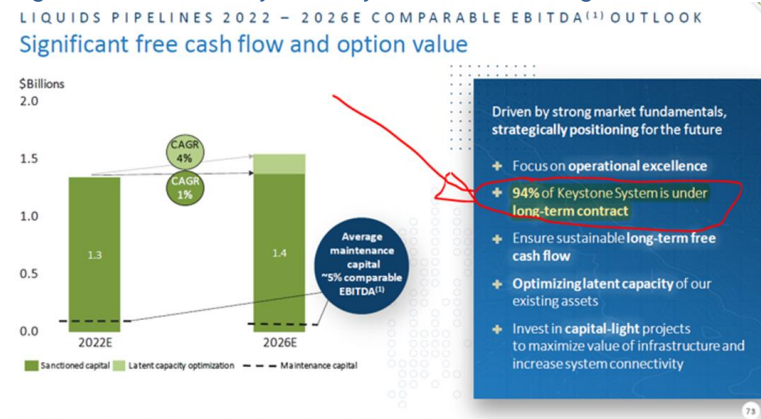 LIQUIDS PIPELINES 2022 – 2026E COMPARABLE EBITDA(1) OUTLOOK
Significant free cash flow and option value
$Billions
2.0
1.5
1.0
0.5
0.0
CAGR
4%
CAGR
1%
1.3
1.4
2022E
2026E
Average
maintenance
capital
~5% comparable
EBITDA(1)
Sanctioned capital
Latent capacity optimization
Maintenance capital
Driven by strong market fundamentals,
strategically positioning for the future
+ Focus on operational excellence
+ 94% of Keystone System is under
long-term contract
+ Ensure sustainable long-term free
cash flow
+ Optimizing latent capacity of our
existing assets
+ Invest in capital-light projects
to maximize value of infrastructure and
increase system connectivity
73